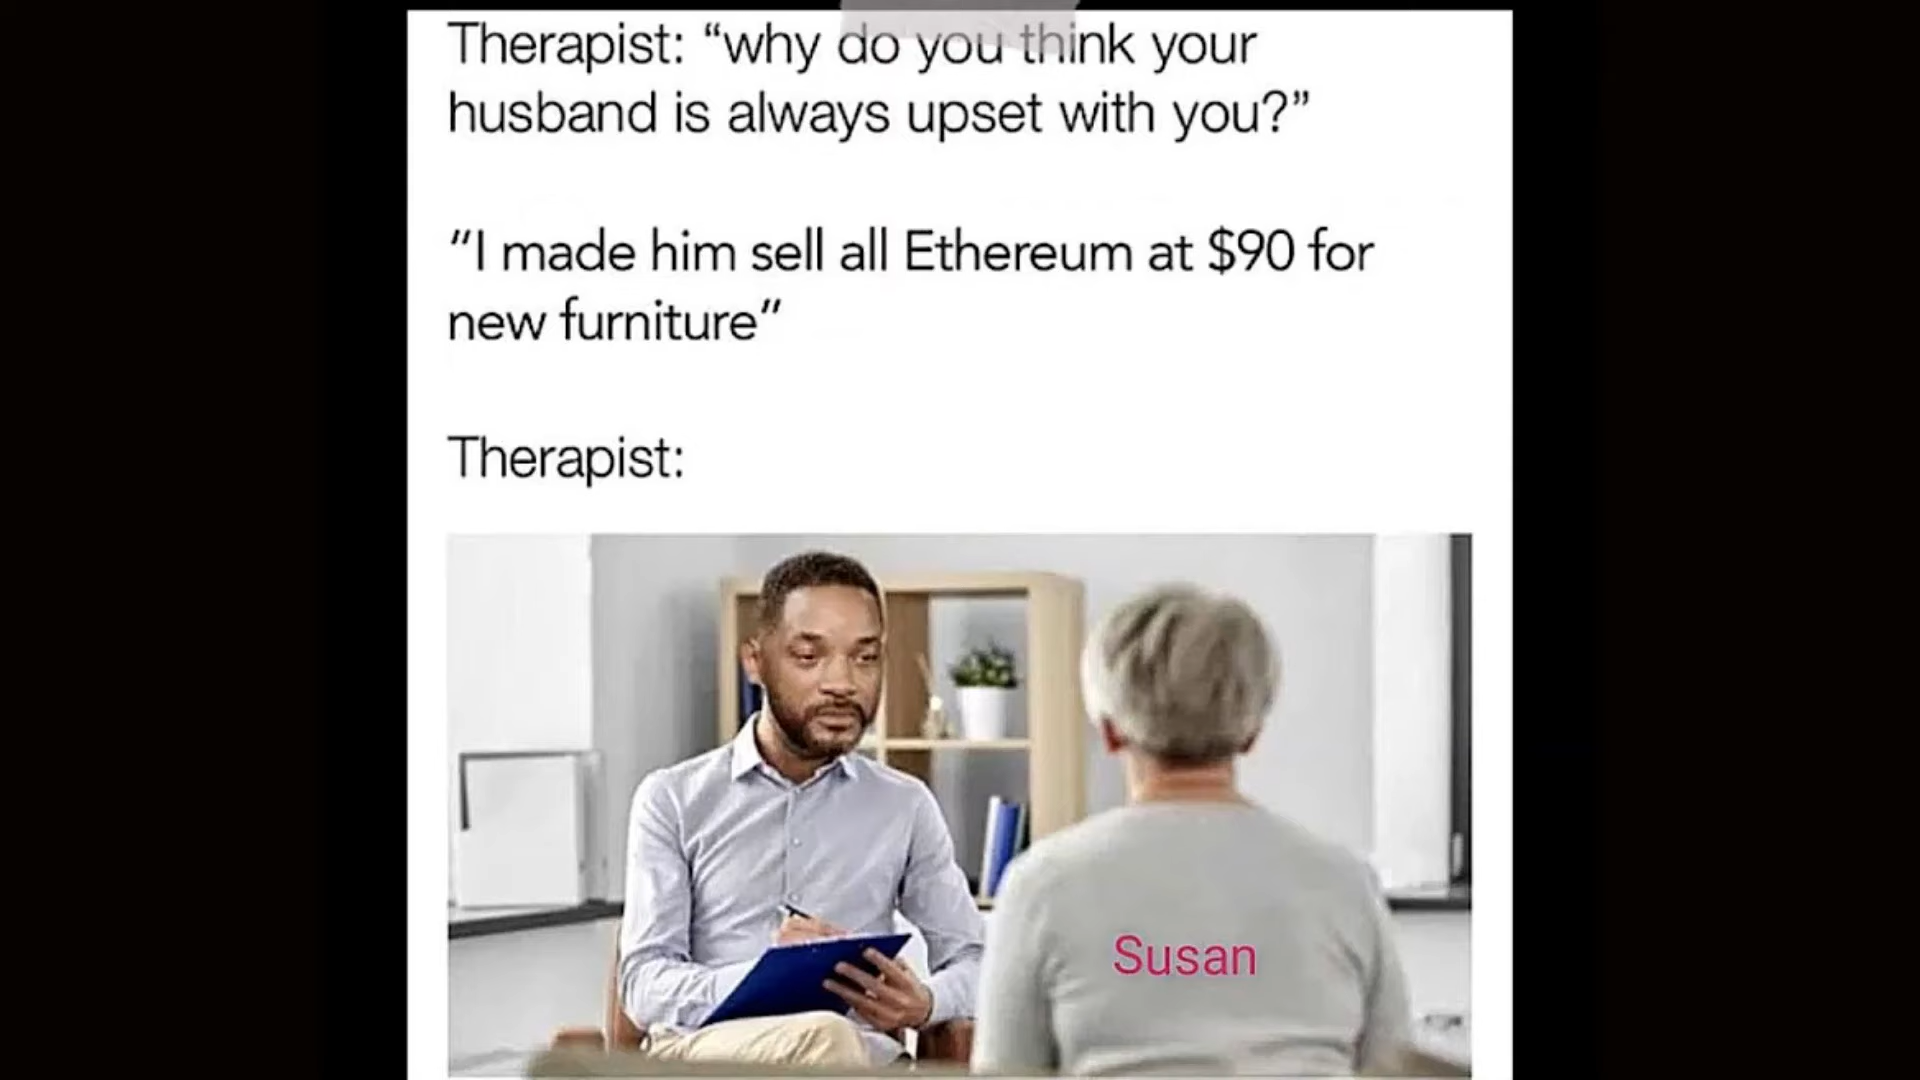 Therapist: “why do you think your
husband is always upset with you?”
“I made him sell all Ethereum at $90 for
new furniture”
Therapist:
Susan